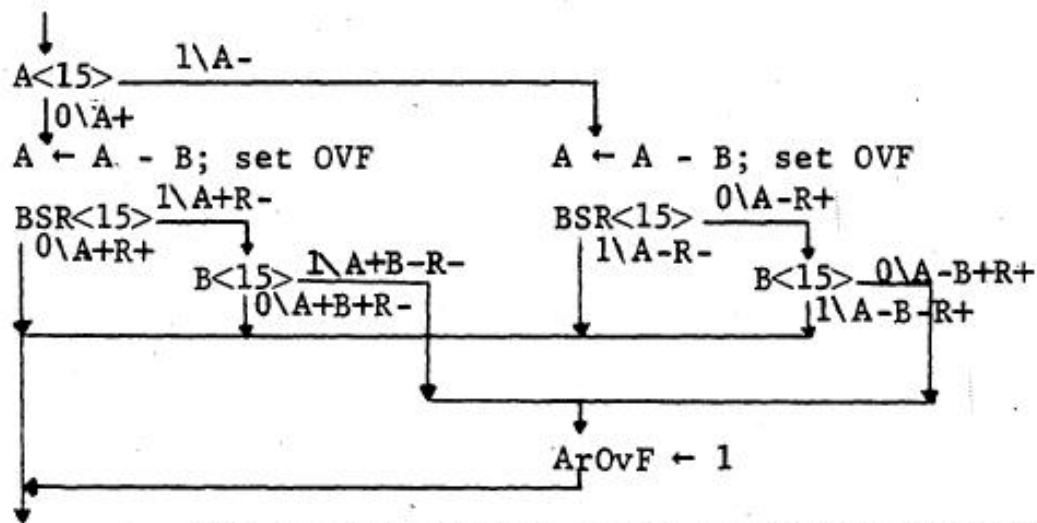 1\A-
A<15>
0\A+
A ← A - B; set OVF A ← A - B; set OVF
1\A+R- 0\A-R+
BSR<15> BSR<15>
0\A+R+ 1\A-R-
B<15> 1\A+B-R- B<15> 0\A-B+R+
0\A+B+R- 1\A-B-R+
ArOvF ← 1